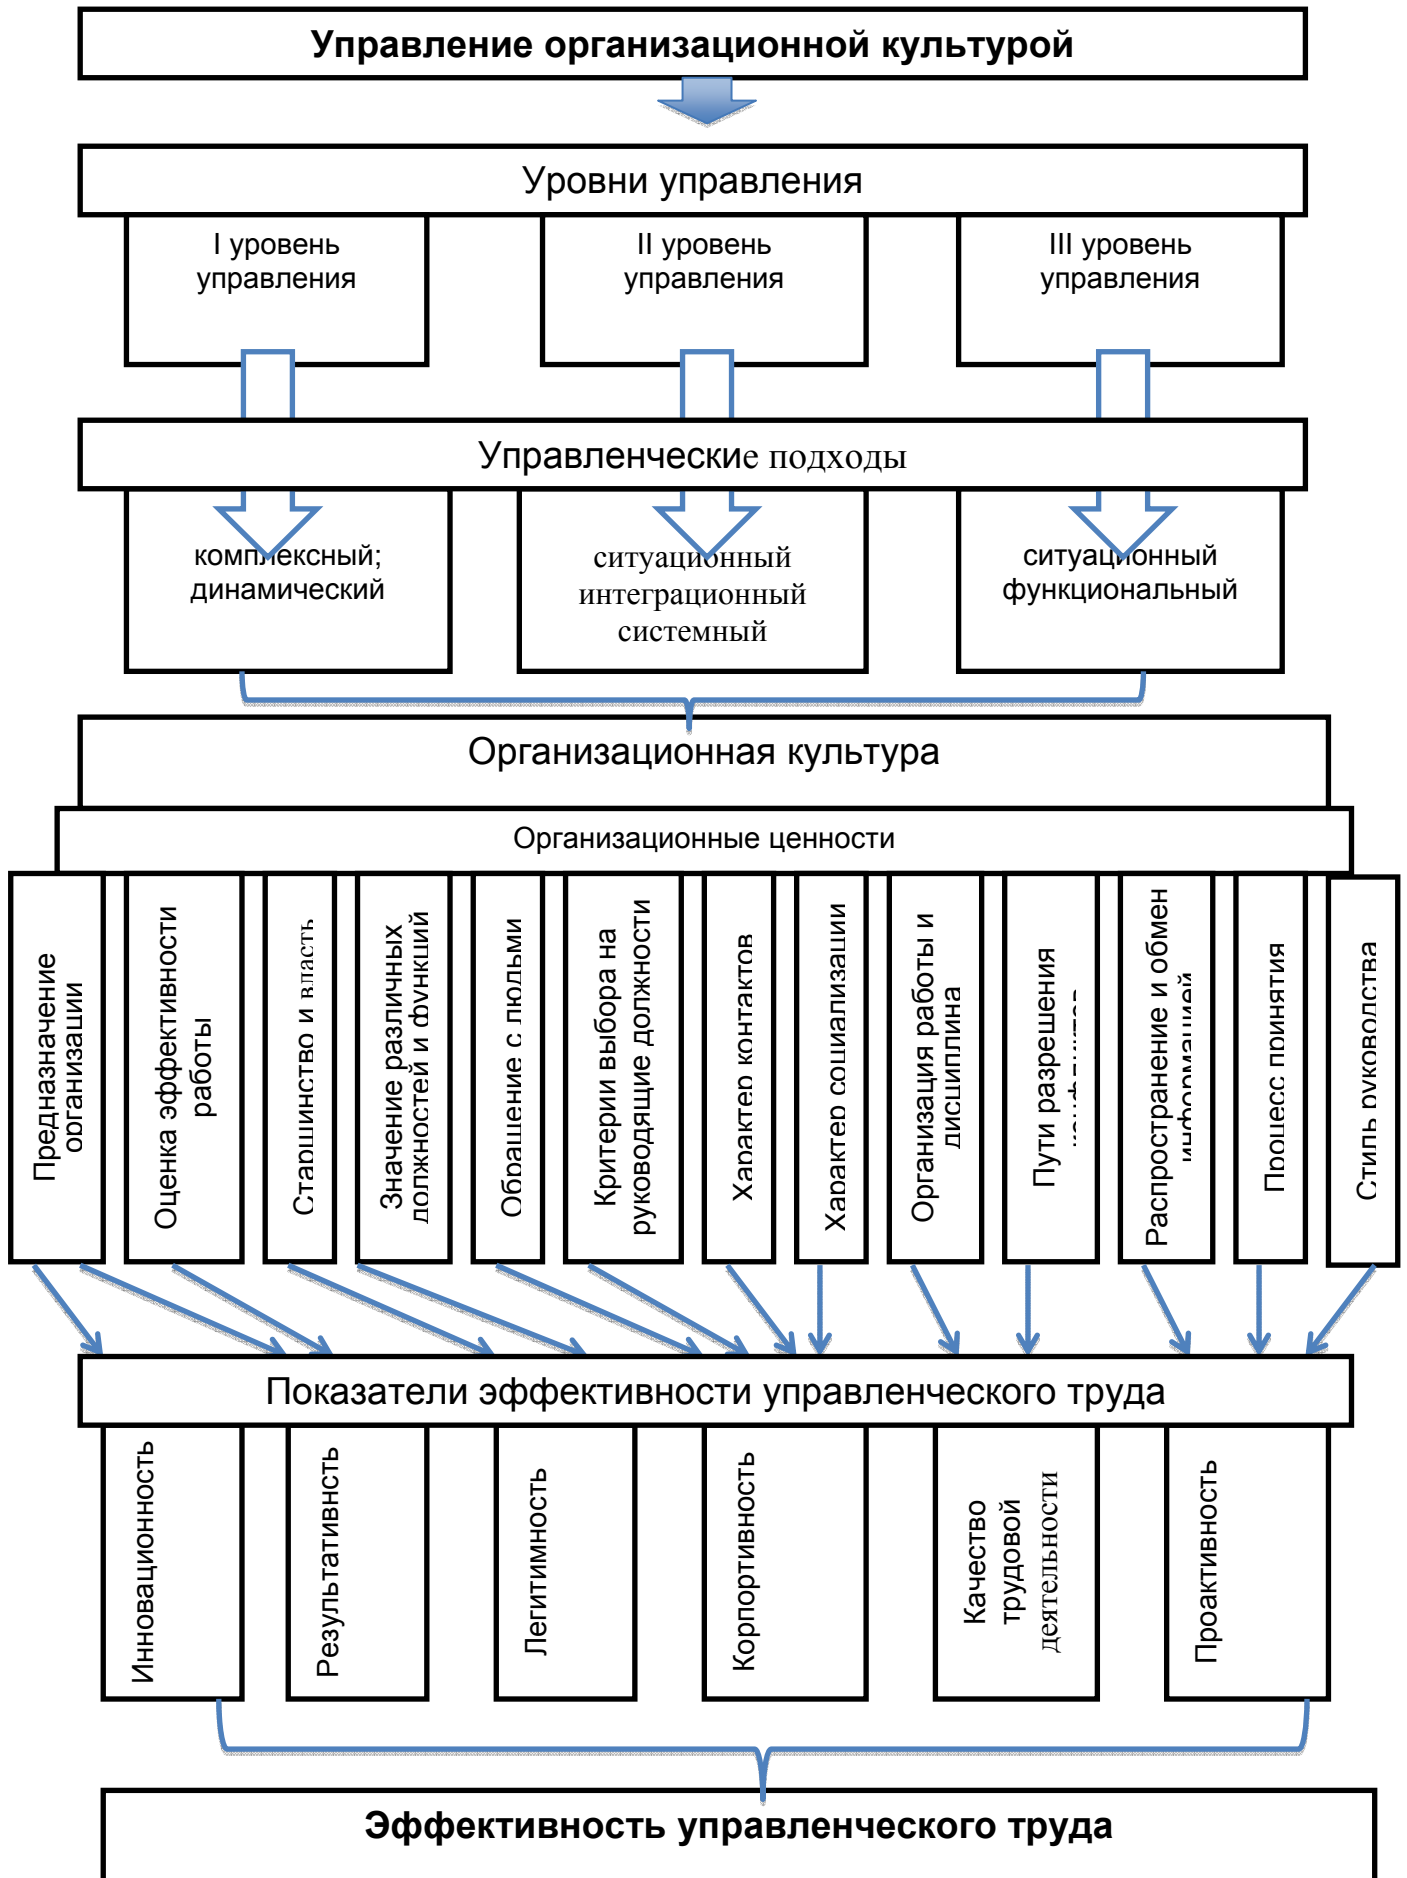 Управление организационной культурой
Уровни управления
I уровень
управления
II уровень
управления
III уровень
управления
Управленческие подходы
комплексный;
динамический
ситуационный
интеграционный
системный
ситуационный
функциональный
Организационная культура
Организационные ценности
Предназначение
организации
Оценка эффективности
работы
Старшинство и власть
Значение различных
должностей и функций
Обращение с людьми
Критерии выбора на
руководящие должности
Характер контактов
Характер социализации
Организация работы и
дисциплина
Пути разрешения
Распространение и обмен
информацией
Процесс принятия
Стиль руководства
Показатели эффективности управленческого труда
Инновационность
Результативнсть
Легитимность
Корпортивность
Качество
трудовой
деятельности
Проактивность
Эффективность управленческого труда